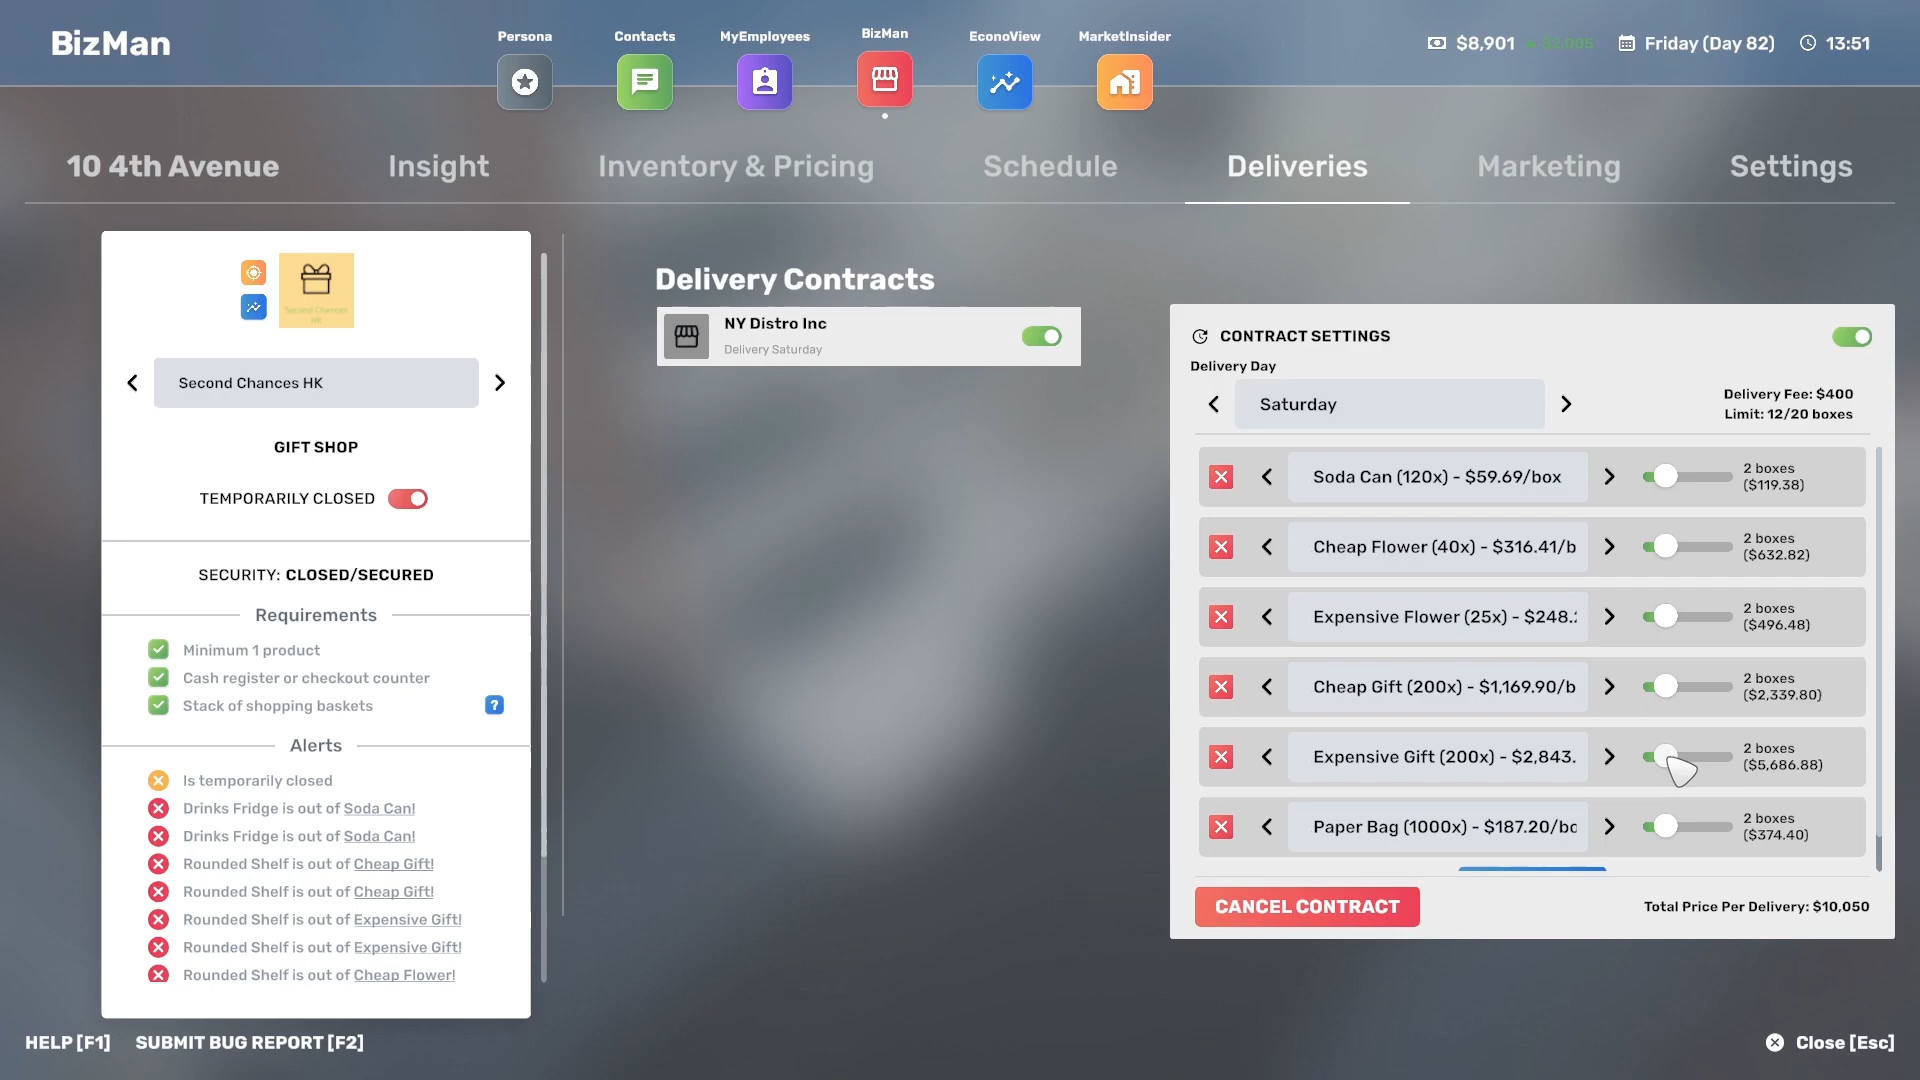 BizMan
Persona
Contacts
MyEmployees
BizMan
EconoView
MarketInsider
$8,901
Friday (Day 82)
13:51
10 4th Avenue
Insight
Inventory & Pricing
Schedule
Deliveries
Marketing
Settings
Second Chances
HK
Second Chances HK
GIFT SHOP
TEMPORARILY CLOSED
SECURITY: CLOSED/SECURED
Requirements
Minimum 1 product
Cash register or checkout counter
Stack of shopping baskets
?
Alerts
Is temporarily closed
Drinks Fridge is out of Soda Can!
Drinks Fridge is out of Soda Can!
Rounded Shelf is out of Cheap Gift!
Rounded Shelf is out of Cheap Gift!
Rounded Shelf is out of Expensive Gift!
Rounded Shelf is out of Expensive Gift!
Rounded Shelf is out of Cheap Flower!
Delivery Contracts
NY Distro Inc
Delivery Saturday
CONTRACT SETTINGS
Delivery Day
Saturday
Delivery Fee: $400
Limit: 12/20 boxes
Soda Can (120x) - $59.69/box
2 boxes
($119.38)
Cheap Flower (40x) - $316.41/b
2 boxes
($632.82)
Expensive Flower (25x) - $248.
2 boxes
($496.48)
Cheap Gift (200x) - $1,169.90/b
2 boxes
($2,339.80)
Expensive Gift (200x) - $2,843.
2 boxes
($5,686.88)
Paper Bag (1000x) - $187.20/bo
2 boxes
($374.40)
CANCEL CONTRACT
Total Price Per Delivery: $10,050
HELP [F1]
SUBMIT BUG REPORT [F2]
Close [Esc]